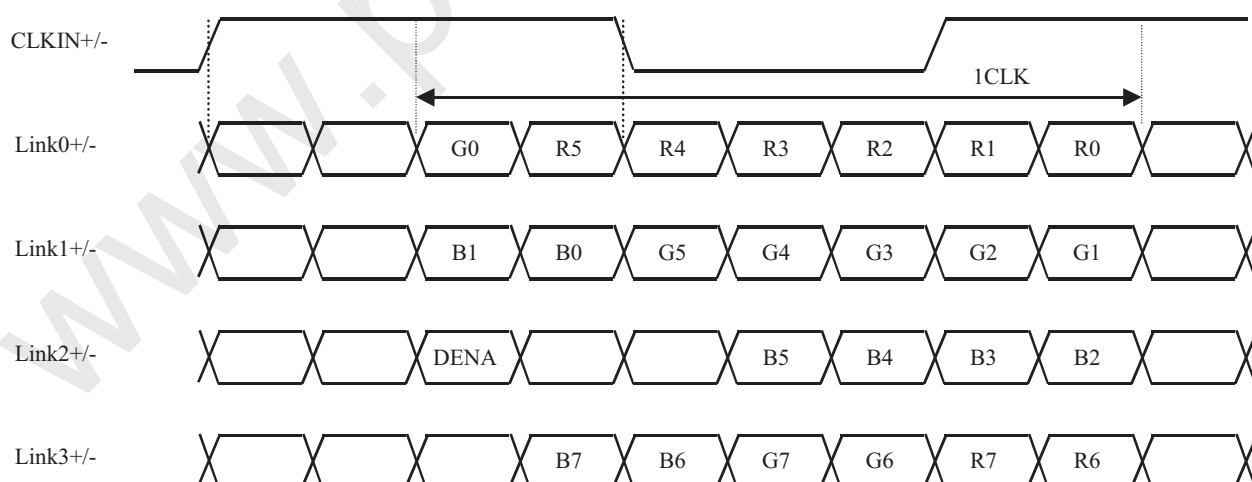 CLKIN+/-
1CLK
Link0+/- G0 R5 R4 R3 R2 R1 R0
Link1+/- B1 B0 G5 G4 G3 G2 G1
Link2+/- DENA B5 B4 B3 B2
Link3+/- B7 B6 G7 G6 R7 R6
www.p